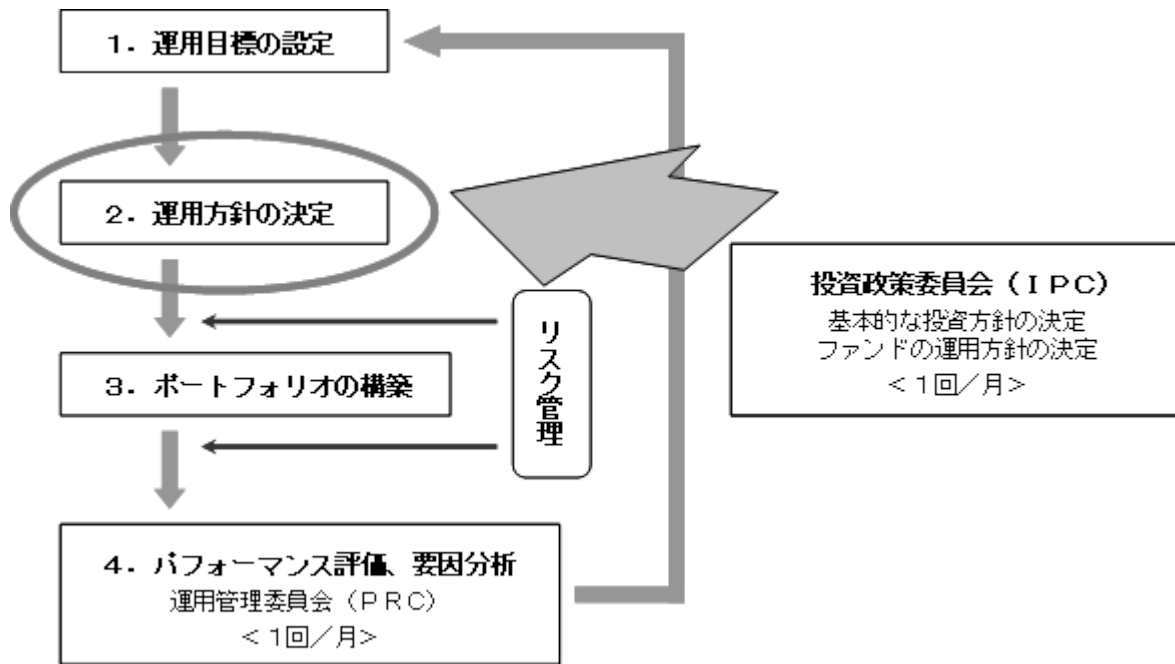 １．運用目標の設定
２．運用方針の決定
３．ポートフォリオの構築
４．パフォーマンス評価、要因分析
運用管理委員会（ＰＲＣ）
＜１回／月＞
リスク管理
投資政策委員会（ＩＰＣ）
基本的な投資方針の決定
ファンドの運用方針の決定
＜１回／月＞